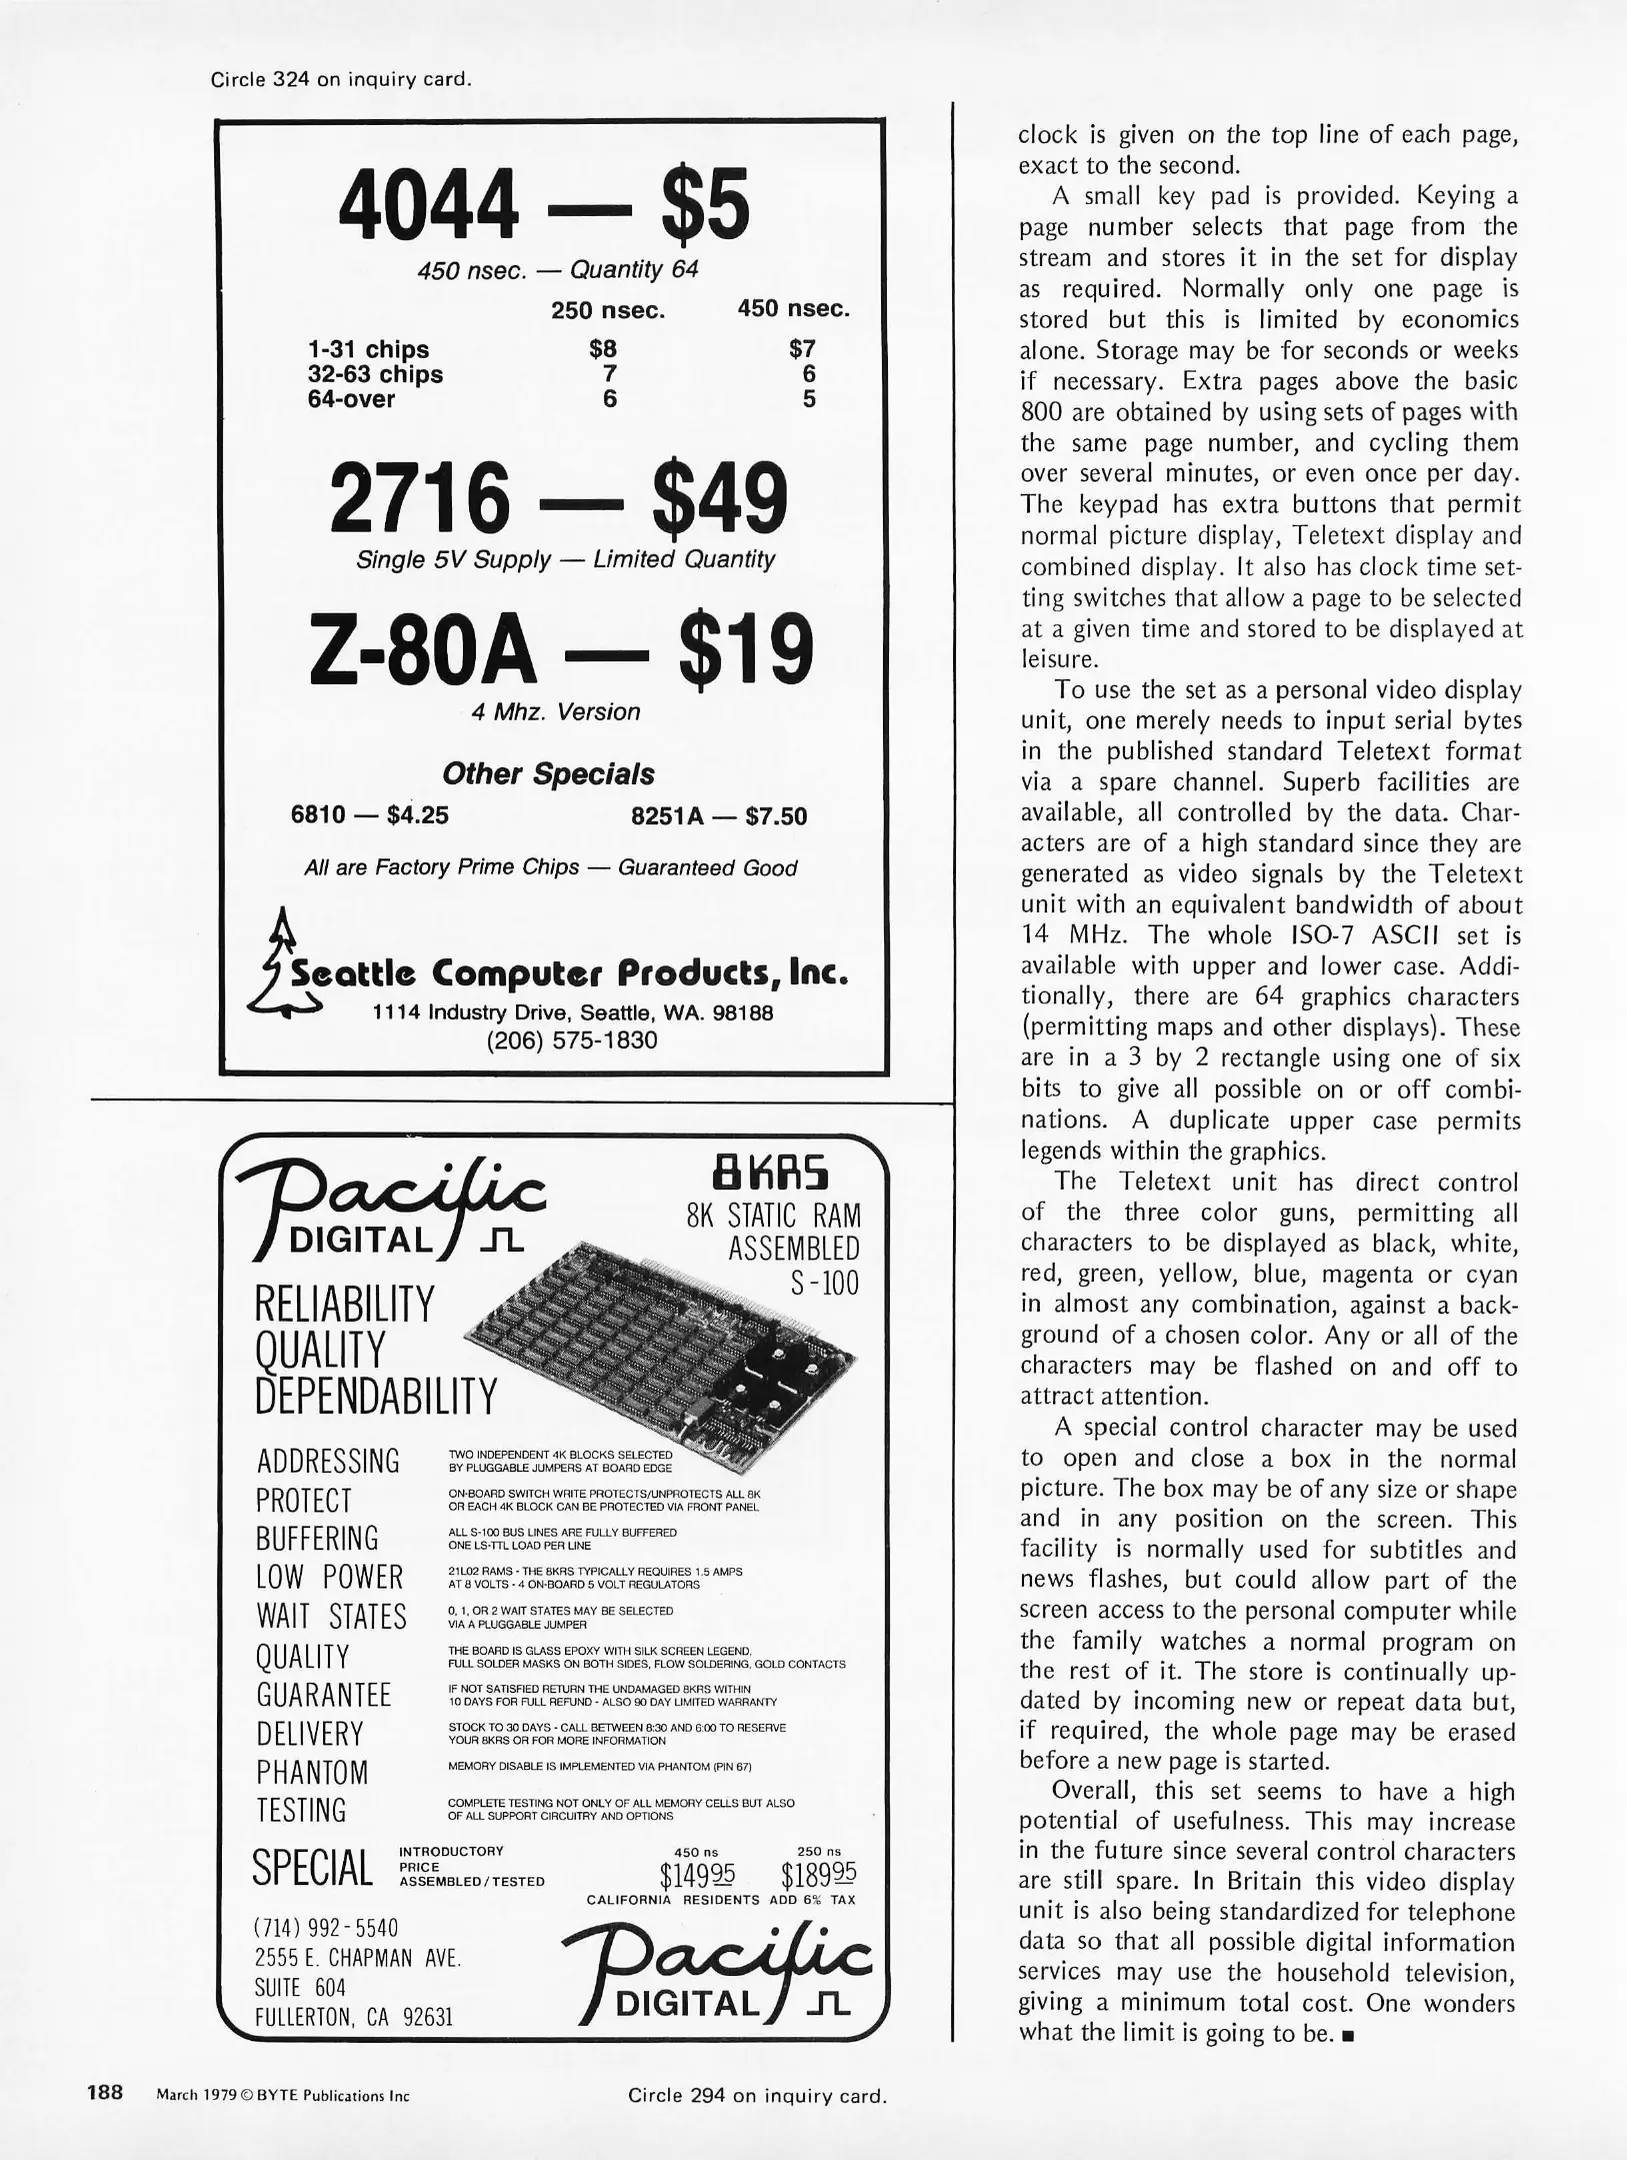 Circle 324 on inquiry card.
4044 — $5
450 nsec. — Quantity 64
250 nsec. 450 nsec.
1-31 chips $8 $7
32-63 chips 7 6
64-over 6 5
2716 — $49
Single 5V Supply — Limited Quantity
Z-80A — $19
4 Mhz. Version
Other Specials
6810 — $4.25 8251A — $7.50
All are Factory Prime Chips — Guaranteed Good
Seattle Computer Products, Inc.
1114 Industry Drive, Seattle, WA. 98188
(206) 575-1830
Pacific
DIGITAL
8KRS
8K STATIC RAM
ASSEMBLED
S-100
RELIABILITY
QUALITY
DEPENDABILITY
ADDRESSING TWO INDEPENDENT 4K BLOCKS SELECTED
BY PLUGGABLE JUMPERS AT BOARD EDGE
PROTECT ON-BOARD SWITCH WRITE PROTECTS/UNPROTECTS ALL 8K
OR EACH 4K BLOCK CAN BE PROTECTED VIA FRONT PANEL
BUFFERING ALL S-100 BUS LINES ARE FULLY BUFFERED
ONE LS-TTL LOAD PER LINE
LOW POWER 21L02 RAMS - THE 8KRS TYPICALLY REQUIRES 1.5 AMPS
AT 8 VOLTS - 4 ON-BOARD 5 VOLT REGULATORS
WAIT STATES 0, 1, OR 2 WAIT STATES MAY BE SELECTED
VIA A PLUGGABLE JUMPER
QUALITY THE BOARD IS GLASS EPOXY WITH SILK SCREEN LEGEND,
FULL SOLDER MASKS ON BOTH SIDES, FLOW SOLDERING, GOLD CONTACTS
GUARANTEE IF NOT SATISFIED RETURN THE UNDAMAGED 8KRS WITHIN
10 DAYS FOR FULL REFUND - ALSO 90 DAY LIMITED WARRANTY
DELIVERY STOCK TO 30 DAYS - CALL BETWEEN 8:30 AND 6:00 TO RESERVE
YOUR 8KRS OR FOR MORE INFORMATION
PHANTOM MEMORY DISABLE IS IMPLEMENTED VIA PHANTOM (PIN 67)
TESTING COMPLETE TESTING NOT ONLY OF ALL MEMORY CELLS BUT ALSO
OF ALL SUPPORT CIRCUITRY AND OPTIONS
SPECIAL INTRODUCTORY
PRICE
ASSEMBLED/TESTED
450 ns 250 ns
$149.95 $189.95
CALIFORNIA RESIDENTS ADD 6% TAX
(714) 992-5540
2555 E. CHAPMAN AVE.
SUITE 604
FULLERTON, CA 92631
Pacific
DIGITAL
clock is given on the top line of each page,
exact to the second.
A small key pad is provided. Keying a
page number selects that page from the
stream and stores it in the set for display
as required. Normally only one page is
stored but this is limited by economics
alone. Storage may be for seconds or weeks
if necessary. Extra pages above the basic
800 are obtained by using sets of pages with
the same page number, and cycling them
over several minutes, or even once per day.
The keypad has extra buttons that permit
normal picture display, Teletext display and
combined display. It also has clock time set-
ting switches that allow a page to be selected
at a given time and stored to be displayed at
leisure.
To use the set as a personal video display
unit, one merely needs to input serial bytes
in the published standard Teletext format
via a spare channel. Superb facilities are
available, all controlled by the data. Char-
acters are of a high standard since they are
generated as video signals by the Teletext
unit with an equivalent bandwidth of about
14 MHz. The whole ISO-7 ASCII set is
available with upper and lower case. Addi-
tionally, there are 64 graphics characters
(permitting maps and other displays). These
are in a 3 by 2 rectangle using one of six
bits to give all possible on or off combi-
nations. A duplicate upper case permits
legends within the graphics.
The Teletext unit has direct control
of the three color guns, permitting all
characters to be displayed as black, white,
red, green, yellow, blue, magenta or cyan
in almost any combination, against a back-
ground of a chosen color. Any or all of the
characters may be flashed on and off to
attract attention.
A special control character may be used
to open and close a box in the normal
picture. The box may be of any size or shape
and in any position on the screen. This
facility is normally used for subtitles and
news flashes, but could allow part of the
screen access to the personal computer while
the family watches a normal program on
the rest of it. The store is continually up-
dated by incoming new or repeat data but,
if required, the whole page may be erased
before a new page is started.
Overall, this set seems to have a high
potential of usefulness. This may increase
in the future since several control characters
are still spare. In Britain this video display
unit is also being standardized for telephone
data so that all possible digital information
services may use the household television,
giving a minimum total cost. One wonders
what the limit is going to be. ■
188 March 1979 © BYTE Publications Inc
Circle 294 on inquiry card.